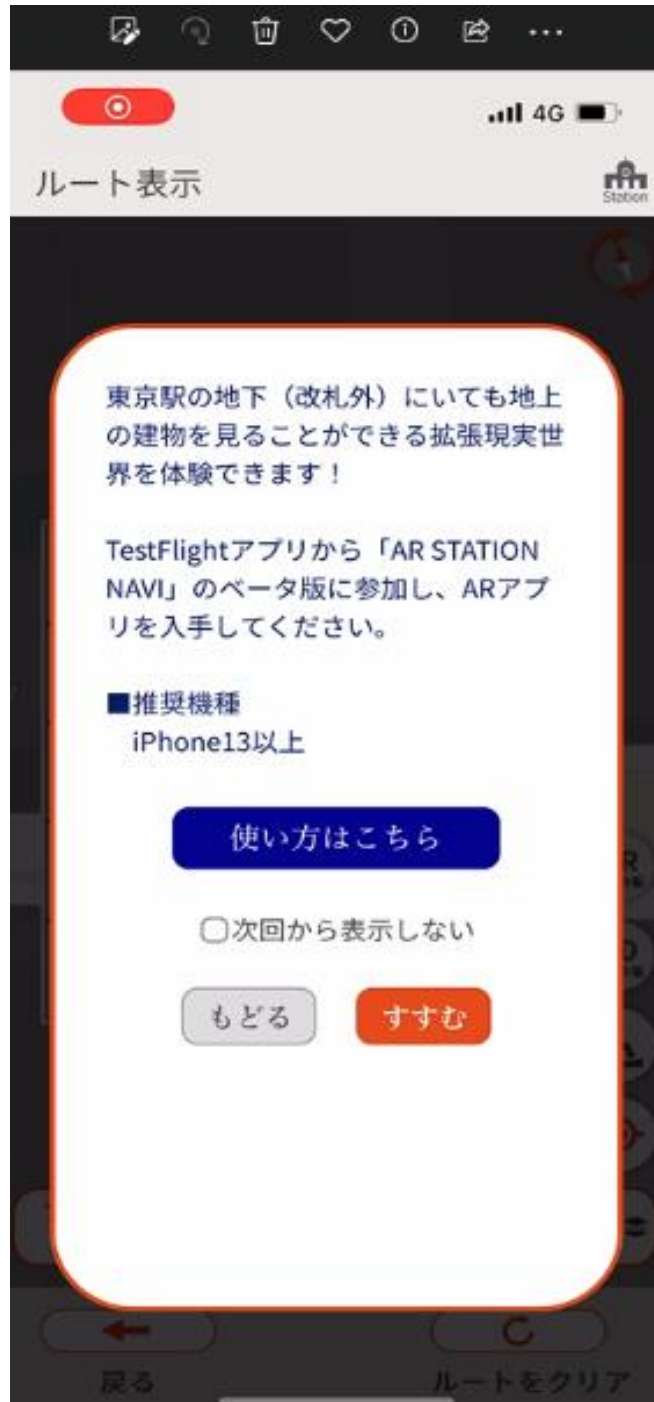 4G
ルート表示
Station
東京駅の地下（改札外）にいても地上
の建物を見ることができる拡張現実世
界を体験できます！
TestFlightアプリから「AR STATION
NAVI」のベータ版に参加し、ARアプ
リを入手してください。
■推奨機種
iPhone13以上
使い方はこちら
次回から表示しない
もどる
すすむ
戻る
ルートをクリア